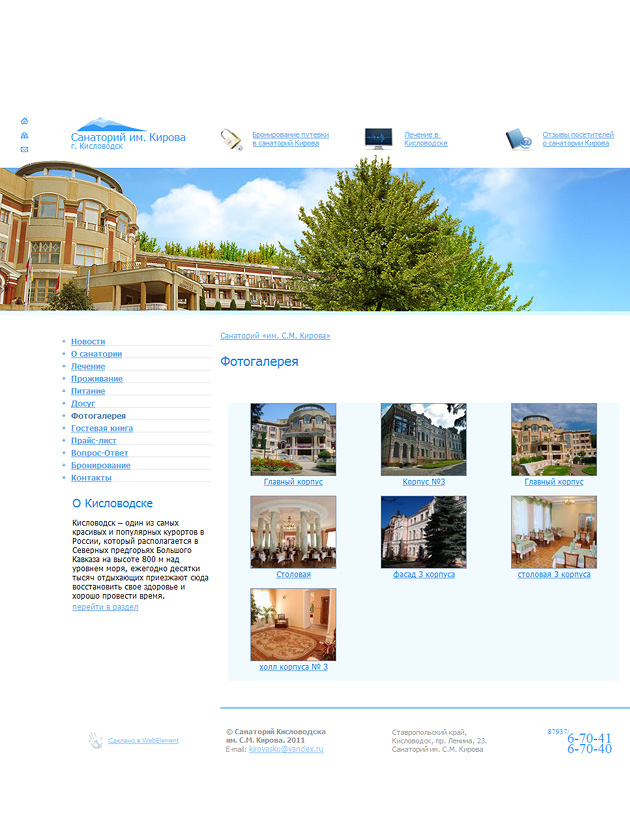 Санаторий им. Кирова
г. Кисловодск
Бронирование путевки
в санаторий Кирова
Лечение в
Кисловодске
Отзывы посетителей
о санатории Кирова
Новости
О санатории
Лечение
Проживание
Питание
Досуг
Фотогалерея
Гостевая книга
Прайс-лист
Вопрос-Ответ
Бронирование
Контакты
О Кисловодске
Кисловодск – один из самых
красивых и популярных курортов в
России, который располагается в
Северных предгорьях Большого
Кавказа на высоте 800 м над
уровнем моря, ежегодно десятки
тысяч отдыхающих приезжают сюда
восстановить свое здоровье и
хорошо провести время.
перейти в раздел
Санаторий «им. С.М. Кирова»
Фотогалерея
Главный корпус
Корпус №3
Главный корпус
Столовая
фасад 3 корпуса
столовая 3 корпуса
холл корпуса № 3
Сделано в WebElement
© Санаторий Кисловодска
им. С.М. Кирова. 2011
E-mail: kirovasku@yandex.ru
Ставропольский край,
Кисловодск, пр. Ленина, 23.
Санаторий им. С.М. Кирова
87937/
6-70-41
6-70-40